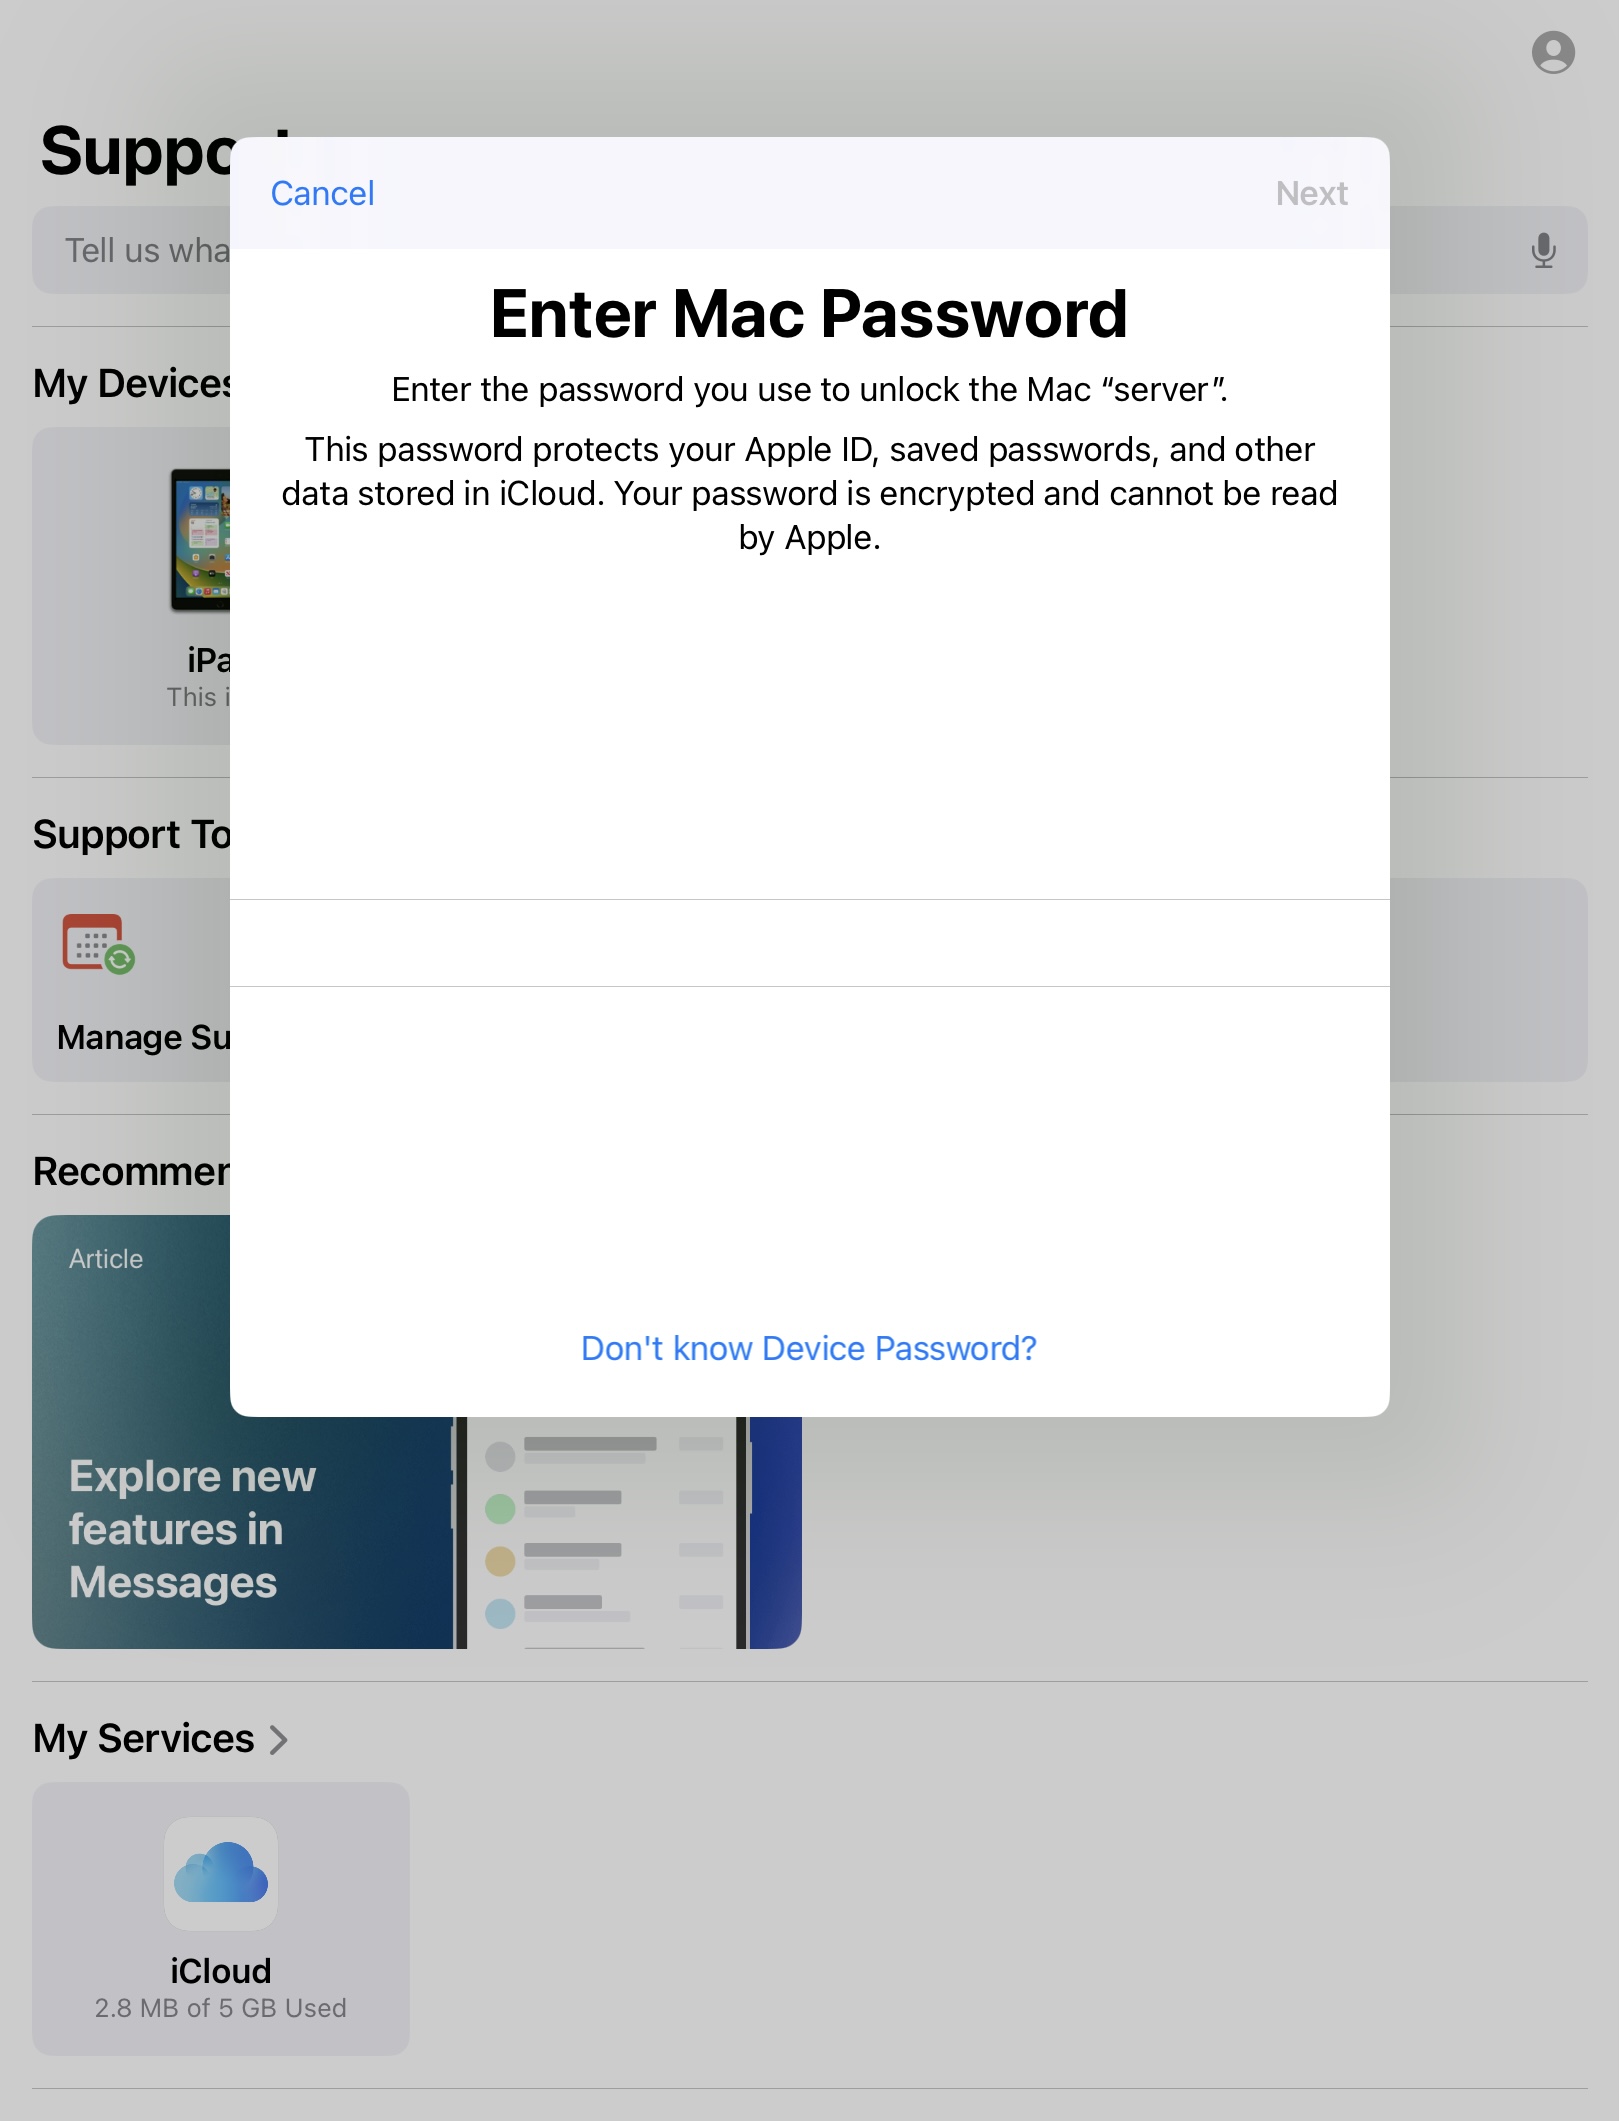 Suppo
Tell us wha
Cancel
Next
Enter Mac Password
Enter the password you use to unlock the Mac “server”.
This password protects your Apple ID, saved passwords, and other
data stored in iCloud. Your password is encrypted and cannot be read
by Apple.
Don't know Device Password?
My Devices
iPa
This i
Support To
Manage Su
Recommen
Article
Explore new
features in
Messages
My Services
iCloud
2.8 MB of 5 GB Used